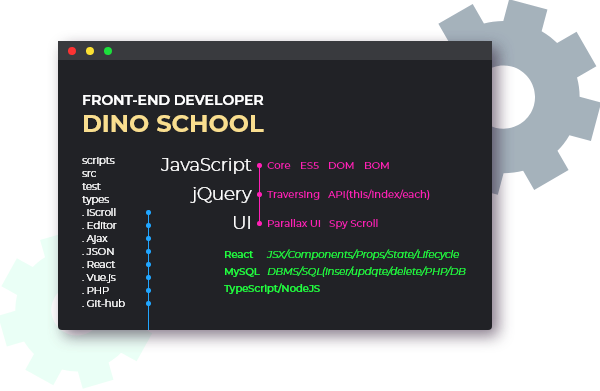 FRONT-END DEVELOPER
DINO SCHOOL
scripts
src
test
types
. IScroll
. Editor
. Ajax
. JSON
. React
. Vue.js
. PHP
. Git-hub
JavaScript Core ES5 DOM BOM
jQuery Traversing API(this/index/each)
UI Parallax UI Spy Scroll
React JSX/Components/Props/State/Lifecycle
MySQL DBMS/SQL(Inser/updqte/delete/PHP/DB
TypeScript/NodeJS